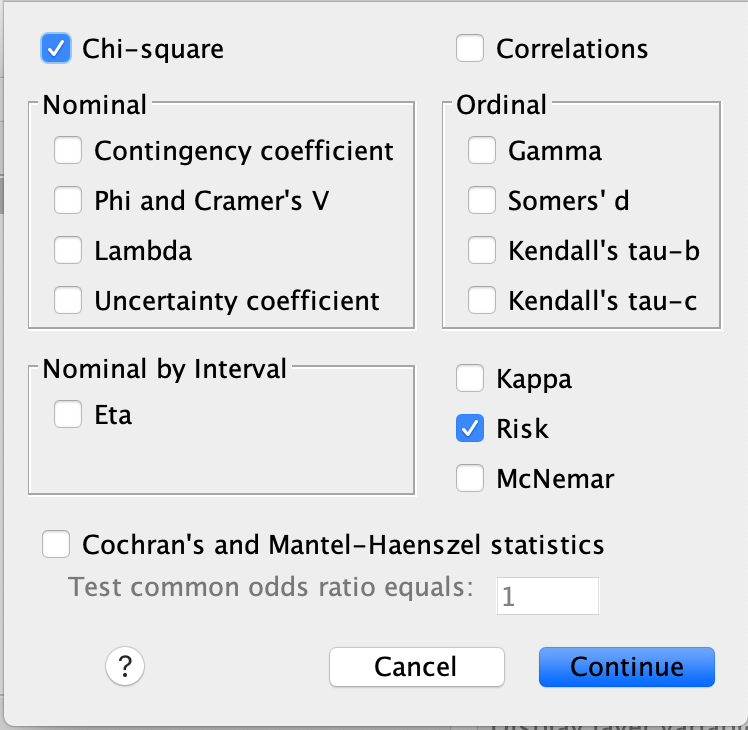 Chi-square
Correlations
Nominal
Contingency coefficient
Phi and Cramer's V
Lambda
Uncertainty coefficient
Ordinal
Gamma
Somers' d
Kendall's tau-b
Kendall's tau-c
Nominal by Interval
Eta
Kappa
Risk
McNemar
Cochran's and Mantel-Haenszel statistics
Test common odds ratio equals: 1
? Cancel Continue